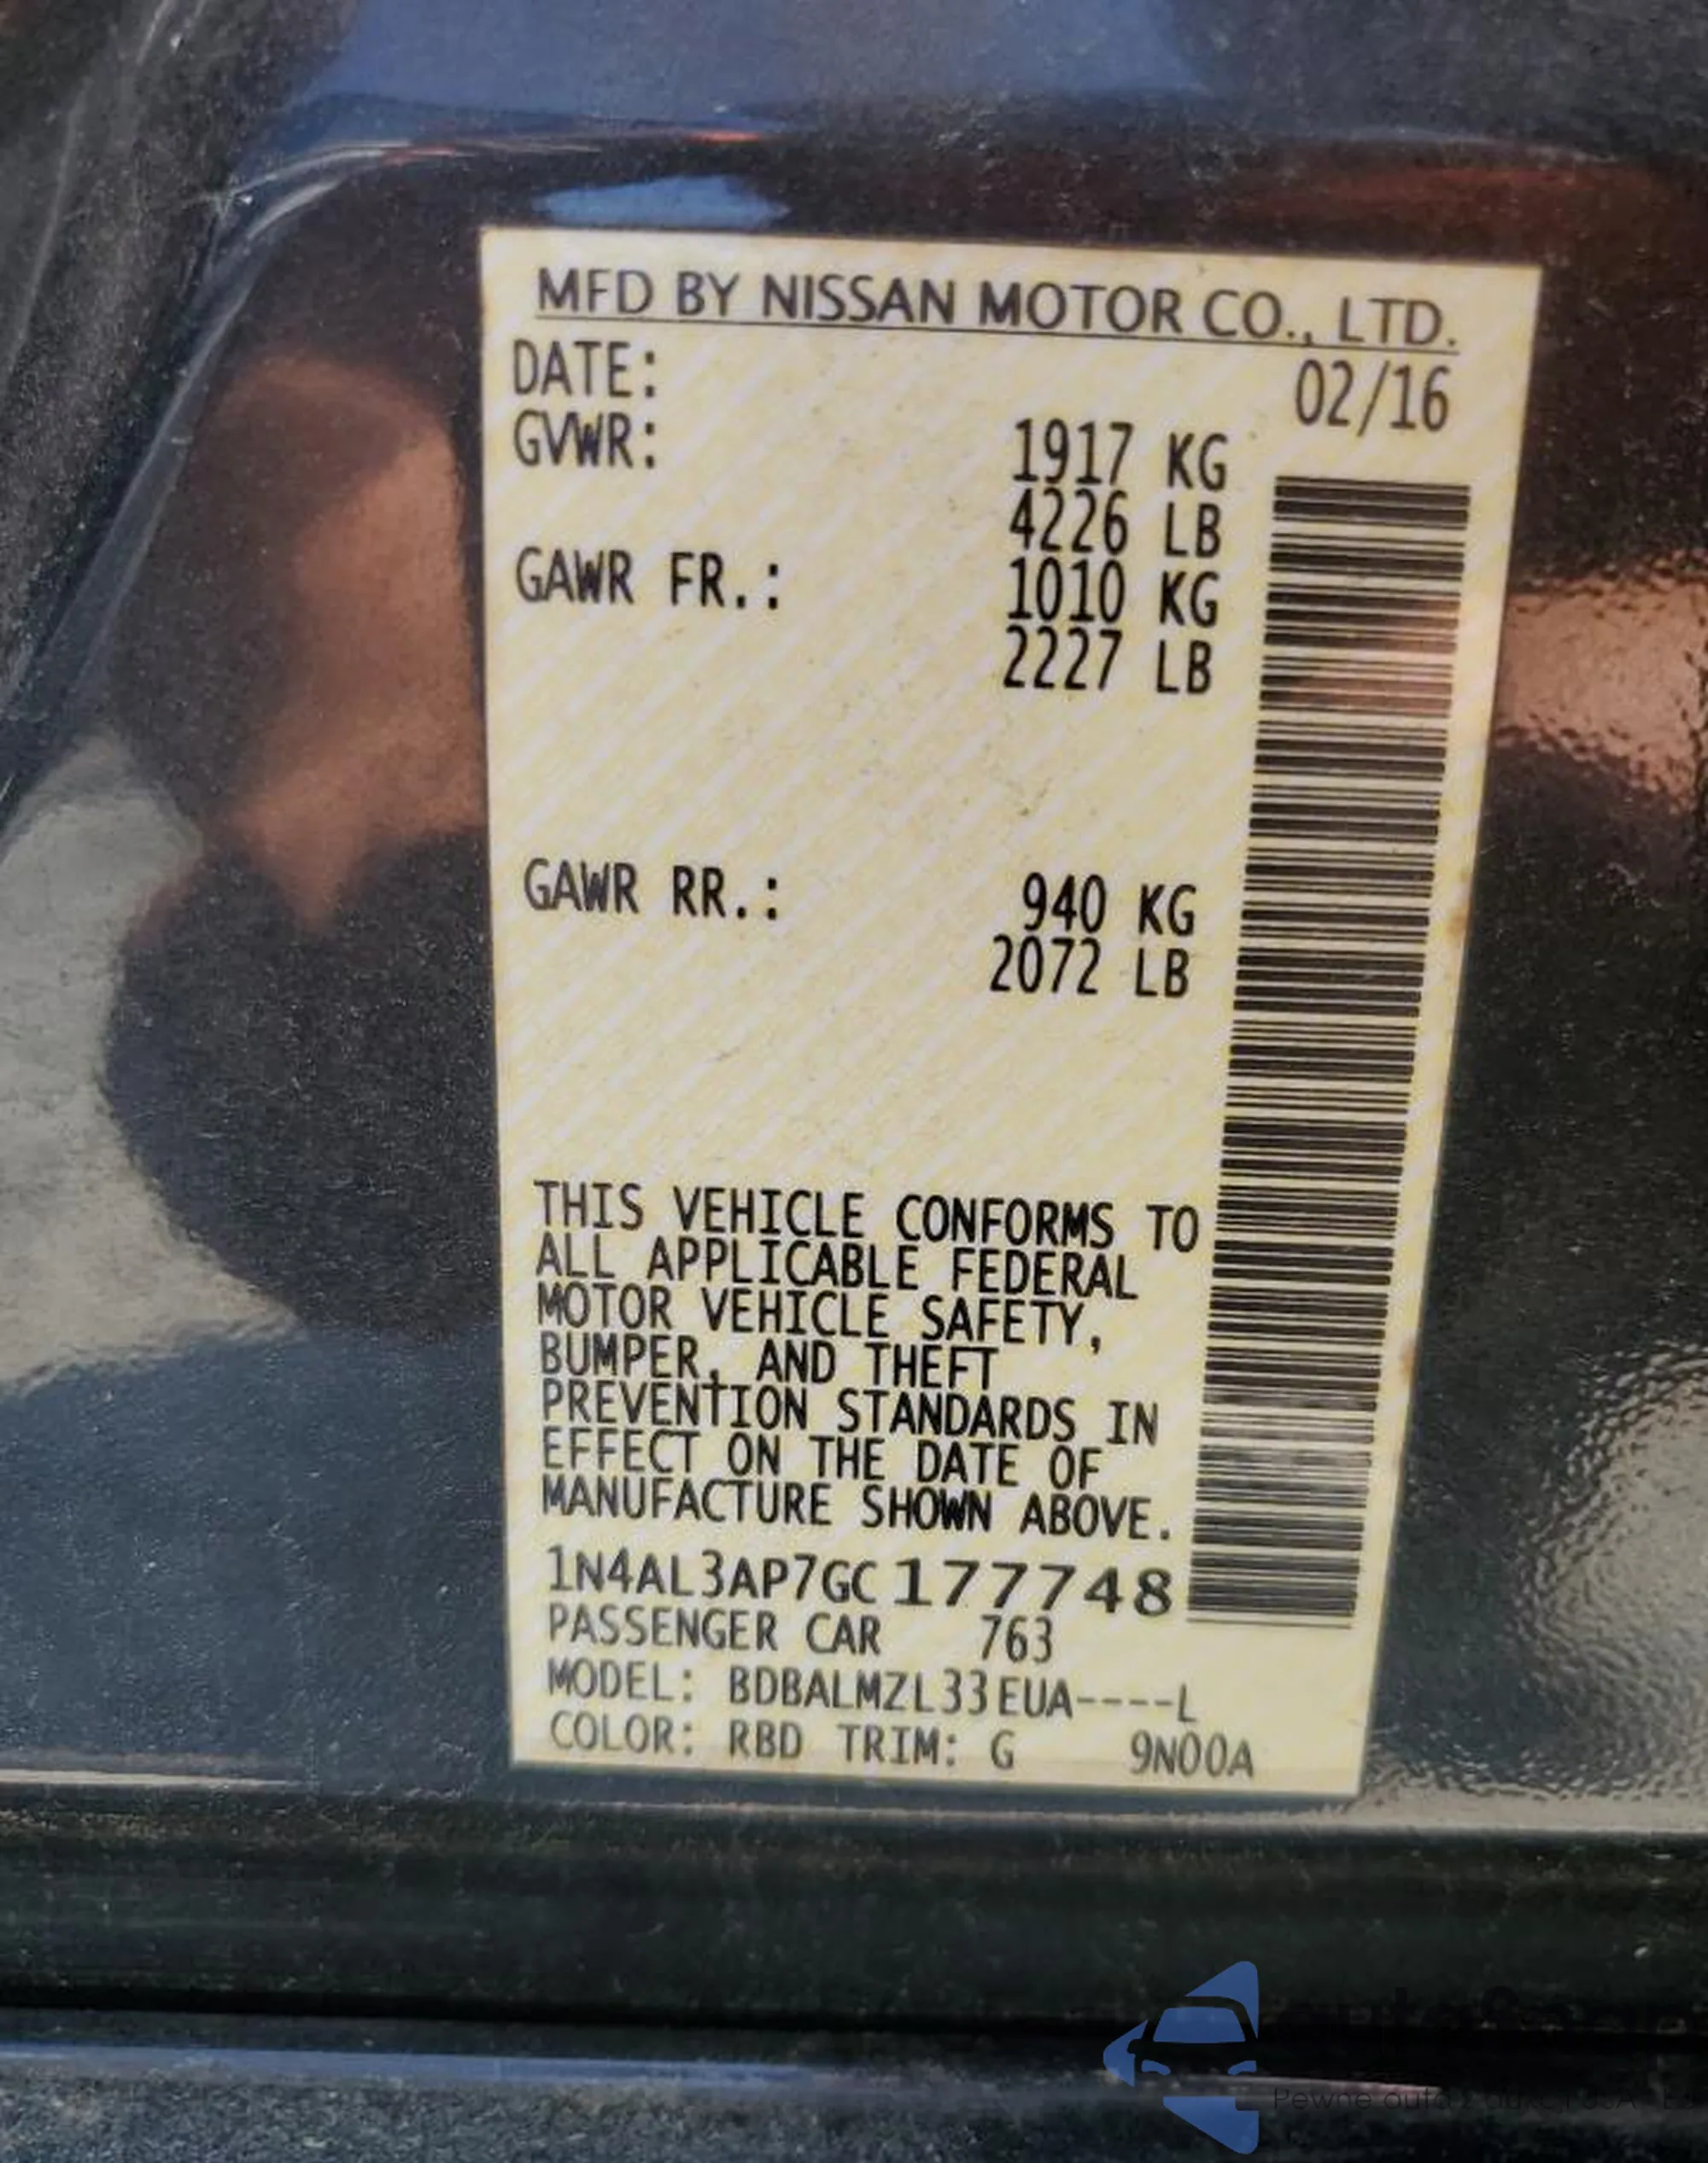 MFD BY NISSAN MOTOR CO., LTD.
DATE: 02/16
GVWR: 1917 KG
4226 LB
GAWR FR.: 1010 KG
2227 LB
GAWR RR.: 940 KG
2072 LB
THIS VEHICLE CONFORMS TO
ALL APPLICABLE FEDERAL
MOTOR VEHICLE SAFETY,
BUMPER, AND THEFT
PREVENTION STANDARDS IN
EFFECT ON THE DATE OF
MANUFACTURE SHOWN ABOVE.
1N4AL3AP7GC177748
PASSENGER CAR 763
MODEL: BDBALMZL33EUA----L
COLOR: RBD TRIM: G 9N00A
Pewne auta z